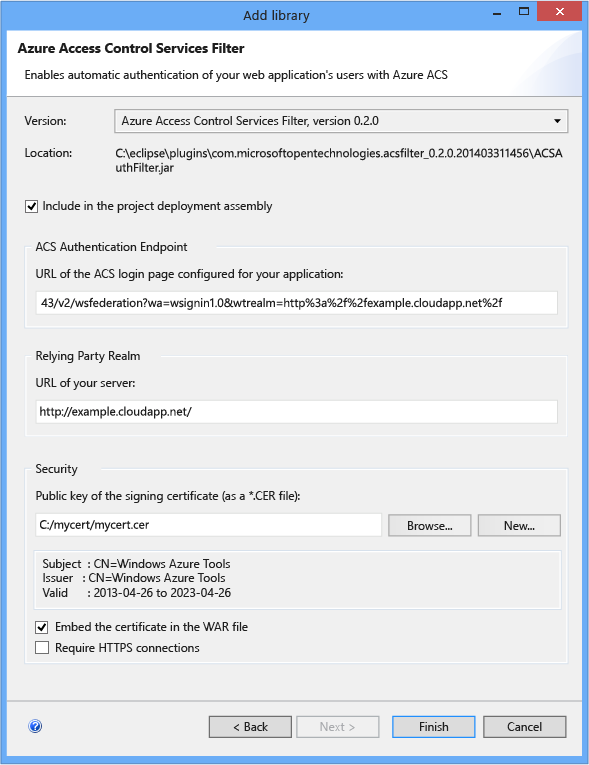 Add library
Azure Access Control Services Filter
Enables automatic authentication of your web application's users with Azure ACS
Version:
Azure Access Control Services Filter, version 0.2.0
Location:
C:\eclipse\plugins\com.microsoftopentechnologies.acsfilter_0.2.0.201403311456\ACSA
uthFilter.jar
Include in the project deployment assembly
ACS Authentication Endpoint
URL of the ACS login page configured for your application:
43/v2/wsfederation?wa=wsignin1.0&wtrealm=http%3a%2f%2fexample.cloudapp.net%2f
Relying Party Realm
URL of your server:
http://example.cloudapp.net/
Security
Public key of the signing certificate (as a *.CER file):
C:/mycert/mycert.cer
Browse...
New...
Subject : CN=Windows Azure Tools
Issuer : CN=Windows Azure Tools
Valid : 2013-04-26 to 2023-04-26
Embed the certificate in the WAR file
Require HTTPS connections
?
< Back
Next >
Finish
Cancel